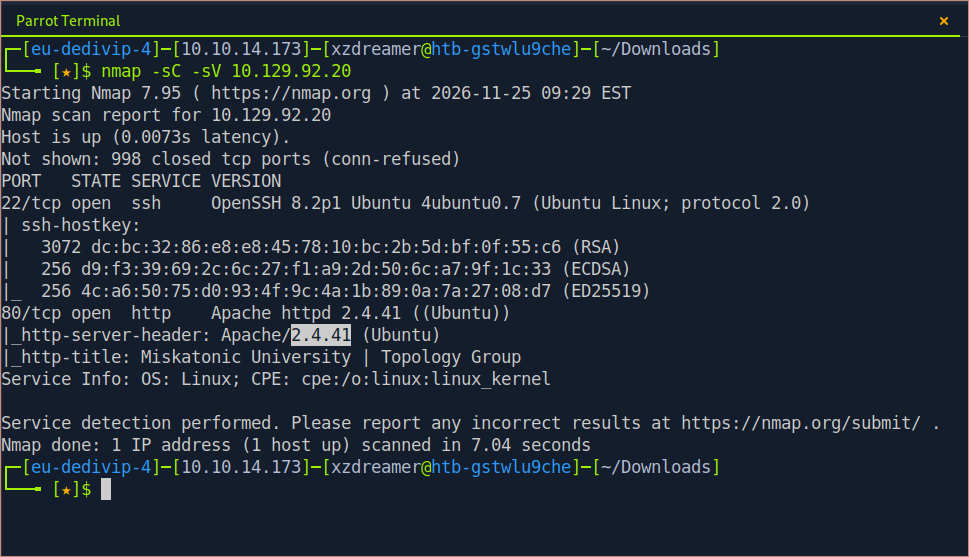 Parrot Terminal ×
┌─[eu-dedivip-4]─[10.10.14.173]─[xzdreamer@htb-gstwlu9che]─[~/Downloads]
└──╼ [★]$ nmap -sC -sV 10.129.92.20
Starting Nmap 7.95 ( https://nmap.org ) at 2026-11-25 09:29 EST
Nmap scan report for 10.129.92.20
Host is up (0.0073s latency).
Not shown: 998 closed tcp ports (conn-refused)
PORT   STATE SERVICE VERSION
22/tcp open  ssh     OpenSSH 8.2p1 Ubuntu 4ubuntu0.7 (Ubuntu Linux; protocol 2.0)
| ssh-hostkey:
|   3072 dc:bc:32:86:e8:e8:45:78:10:bc:2b:5d:bf:0f:55:c6 (RSA)
|   256 d9:f3:39:69:2c:6c:27:f1:a9:2d:50:6c:a7:9f:1c:33 (ECDSA)
|_  256 4c:a6:50:75:d0:93:4f:9c:4a:1b:89:0a:7a:27:08:d7 (ED25519)
80/tcp open  http    Apache httpd 2.4.41 ((Ubuntu))
|_http-server-header: Apache/2.4.41 (Ubuntu)
|_http-title: Miskatonic University | Topology Group
Service Info: OS: Linux; CPE: cpe:/o:linux:linux_kernel
Service detection performed. Please report any incorrect results at https://nmap.org/submit/ .
Nmap done: 1 IP address (1 host up) scanned in 7.04 seconds
┌─[eu-dedivip-4]─[10.10.14.173]─[xzdreamer@htb-gstwlu9che]─[~/Downloads]
└──╼ [★]$